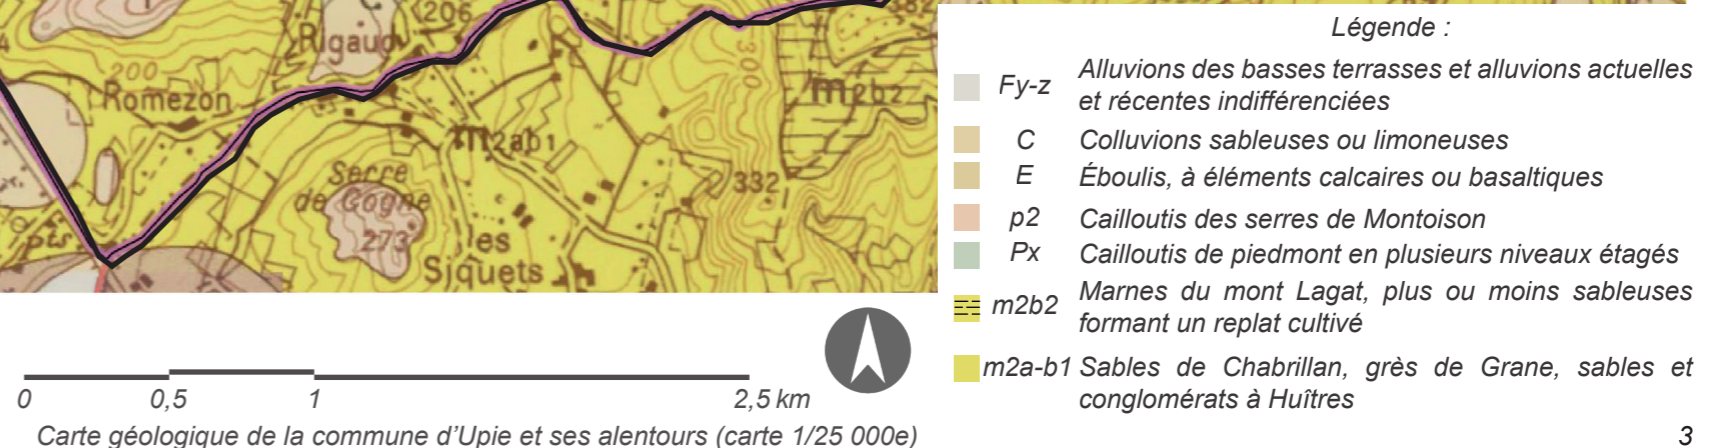 206
Rigaud
382
200
Romezon
300
m2b2
m2ab1
Serre
de Gogne
273
332
pts
les
Siquets
0 0,5 1 2,5 km
Carte géologique de la commune d’Upie et ses alentours (carte 1/25 000e)
Légende :
Fy-z Alluvions des basses terrasses et alluvions actuelles
et récentes indifférenciées
C Colluvions sableuses ou limoneuses
E Éboulis, à éléments calcaires ou basaltiques
p2 Cailloutis des serres de Montoison
Px Cailloutis de piedmont en plusieurs niveaux étagés
m2b2 Marnes du mont Lagat, plus ou moins sableuses
formant un replat cultivé
m2a-b1 Sables de Chabrillan, grès de Grane, sables et
conglomérats à Huîtres
3